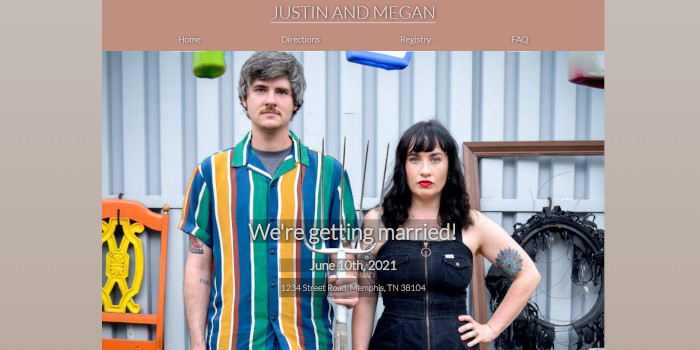 JUSTIN AND MEGAN
Home Directions Registry FAQ
We're getting married!
June 10th, 2021
1234 Street Road, Memphis, TN 38104